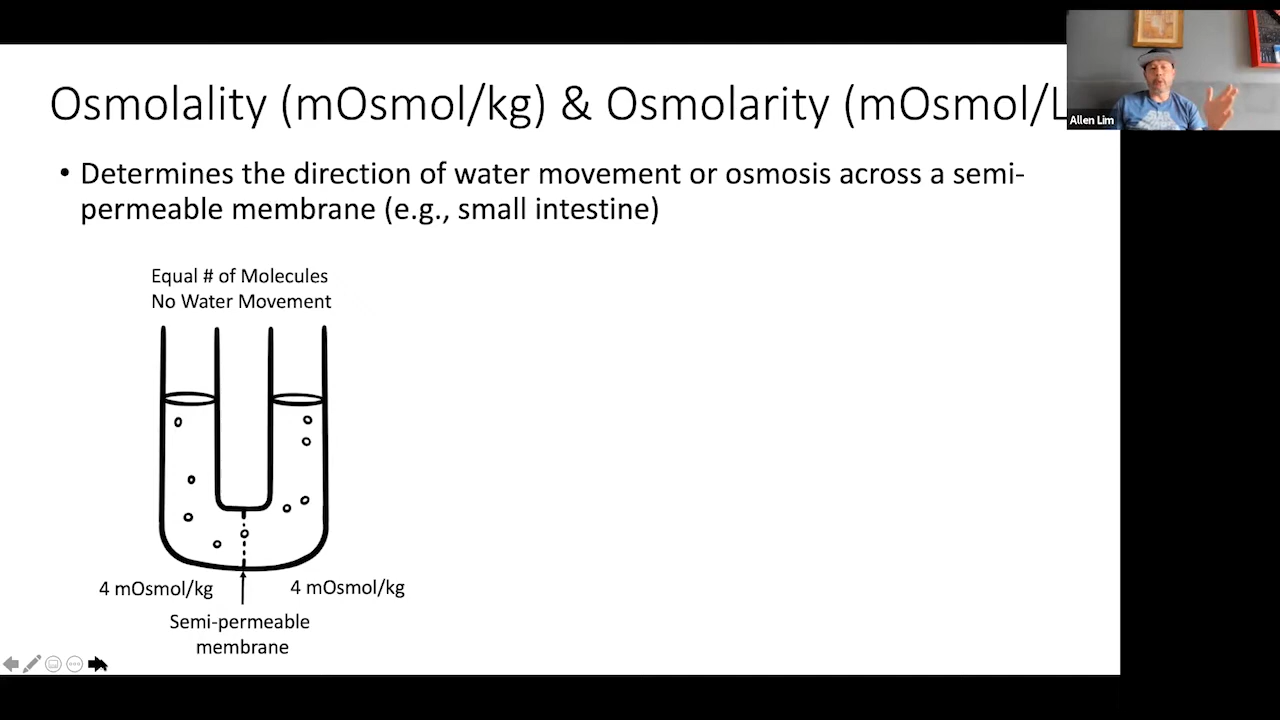 Osmolality (mOsmol/kg) & Osmolarity (mOsmol/L
Allen Lim
• Determines the direction of water movement or osmosis across a semi-
permeable membrane (e.g., small intestine)
Equal # of Molecules
No Water Movement
4 mOsmol/kg
4 mOsmol/kg
Semi-permeable
membrane